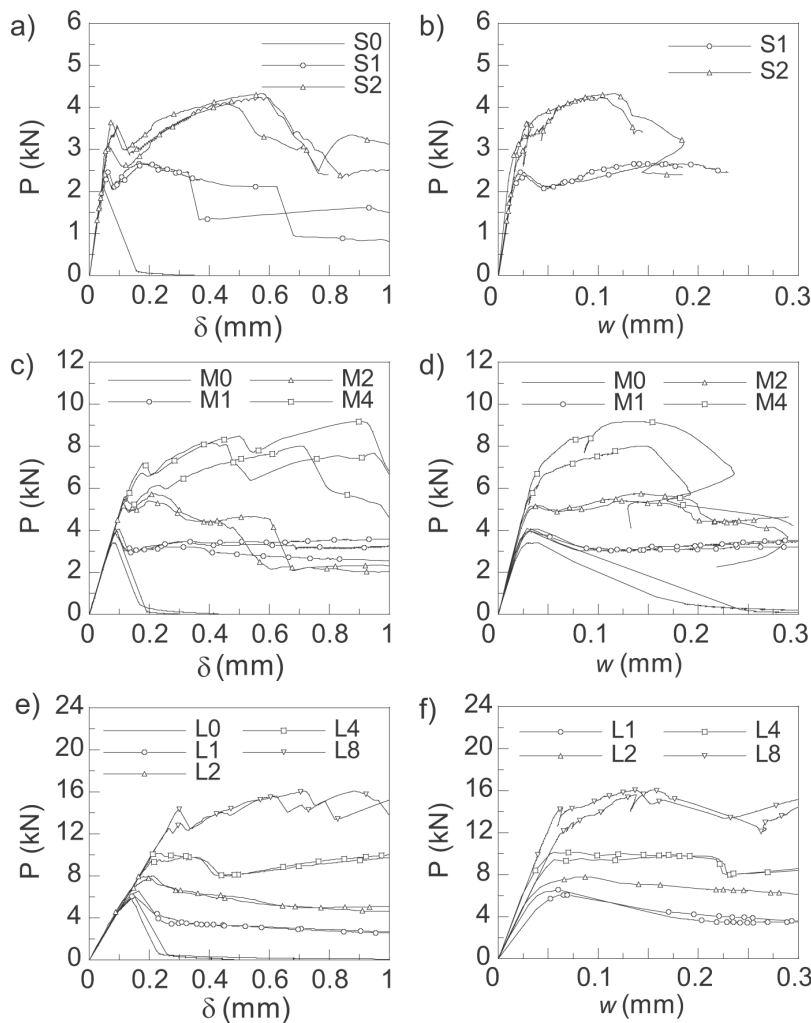 a)
P (kN)
6
5
4
3
2
1
0
S0
S1
S2
0 0.2 0.4 0.6 0.8 1
δ (mm)
b)
P (kN)
6
5
4
3
2
1
0
S1
S2
0 0.1 0.2 0.3
w (mm)
c)
P (kN)
12
10
8
6
4
2
0
M0 M2
M1 M4
0 0.2 0.4 0.6 0.8 1
δ (mm)
d)
P (kN)
12
10
8
6
4
2
0
M0 M2
M1 M4
0 0.1 0.2 0.3
w (mm)
e)
P (kN)
24
20
16
12
8
4
0
L0 L4
L1 L8
L2
0 0.2 0.4 0.6 0.8 1
δ (mm)
f)
P (kN)
24
20
16
12
8
4
0
L1 L4
L2 L8
0 0.1 0.2 0.3
w (mm)